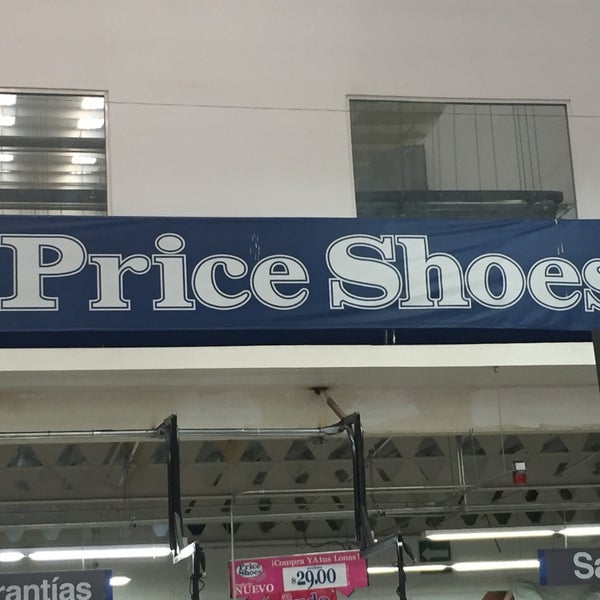 Price Shoes
rantías
¡Compra YA tus Lonas!
Price Shoes
NUEVO
$29.00
Sa